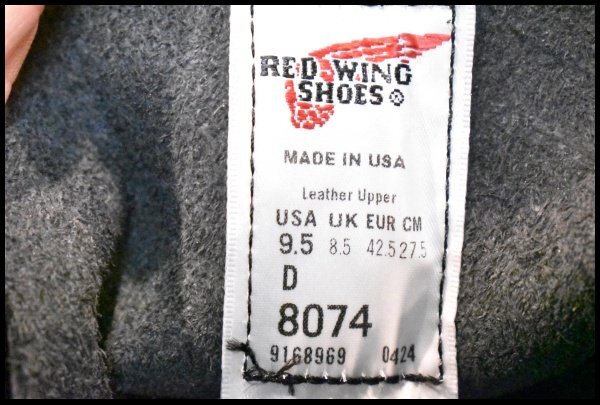 RED WING
SHOES®
MADE IN USA
Leather Upper
USA UK EUR CM
9.5 8.5 42.5 27.5
D
8074
9168969 0424